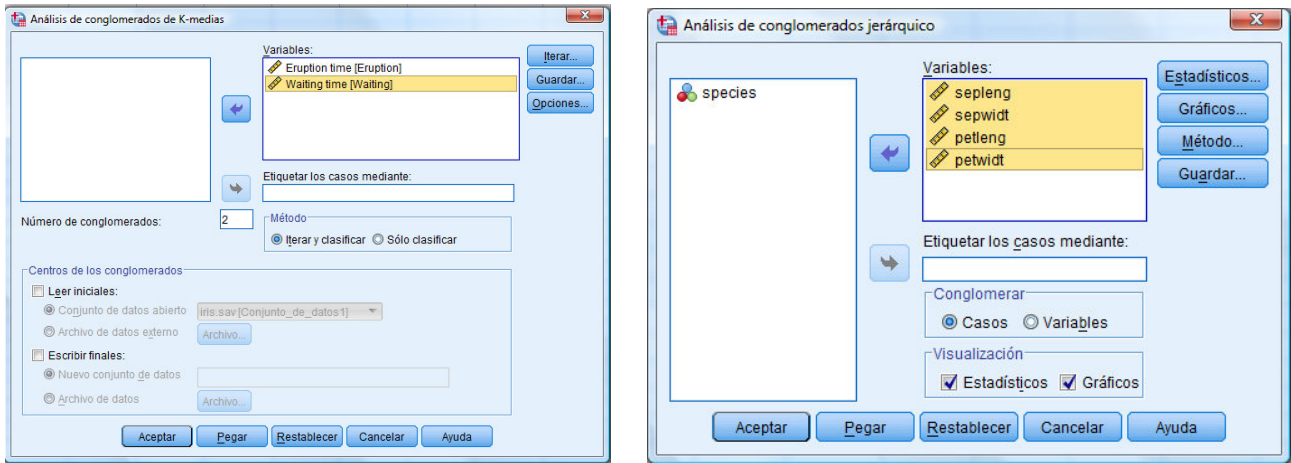 Análisis de conglomerados de K-medias
Variables:
Eruption time [Eruption]
Waiting time [Waiting]
Iterar...
Guardar...
Opciones...
Etiquetar los casos mediante:
Número de conglomerados:
2
Método
Iterar y clasificar
Sólo clasificar
Centros de los conglomerados
Leer iniciales:
Conjunto de datos abierto
iris.sav [Conjunto_de_datos1]
Archivo de datos externo
Archivo...
Escribir finales:
Nuevo conjunto de datos
Archivo de datos
Archivo...
Aceptar
Pegar
Restablecer
Cancelar
Ayuda
Análisis de conglomerados jerárquico
species
Variables:
sepleng
sepwidt
petleng
petwidt
Estadísticos...
Gráficos...
Método...
Guardar...
Etiquetar los casos mediante:
Conglomerar
Casos
Variables
Visualización
Estadísticos
Gráficos
Aceptar
Pegar
Restablecer
Cancelar
Ayuda